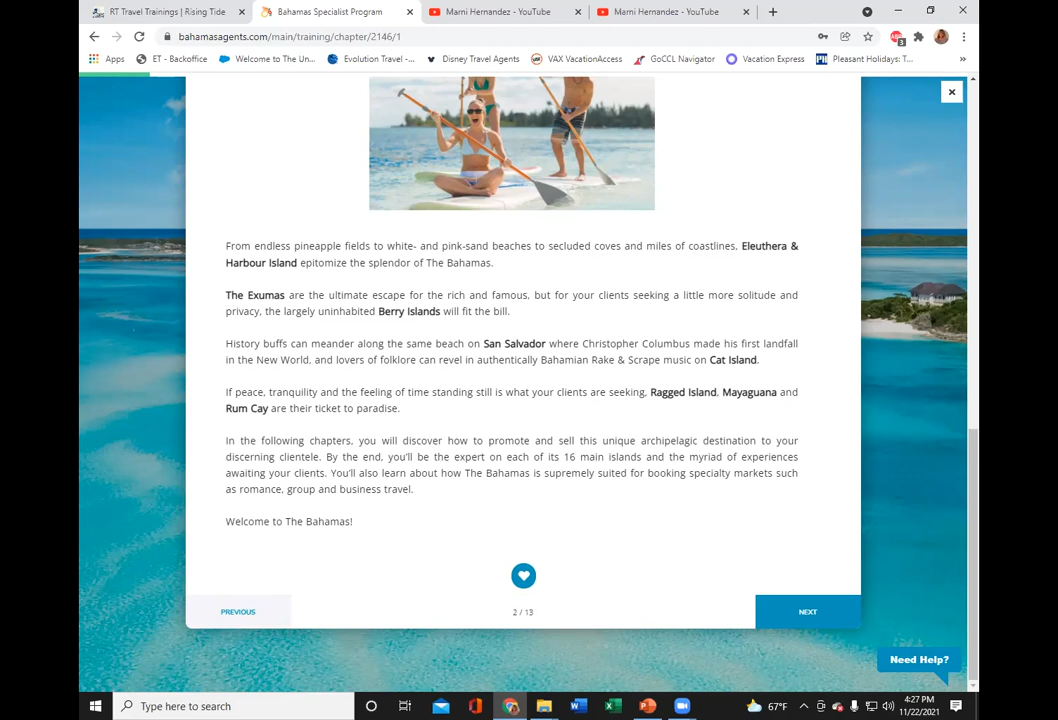 RT Travel Trainings | Rising Tide
Bahamas Specialist Program
Marni Hernandez - YouTube
Marni Hernandez - YouTube
bahamasagents.com/main/training/chapter/2146/1
3
Apps
ET - Backoffice
Welcome to The Un...
Evolution Travel -...
Disney Travel Agents
VAX VacationAccess
GoCCL Navigator
Vacation Express
Pleasant Holidays: T...
From endless pineapple fields to white- and pink-sand beaches to secluded coves and miles of coastlines, Eleuthera &
Harbour Island epitomize the splendor of The Bahamas.
The Exumas are the ultimate escape for the rich and famous, but for your clients seeking a little more solitude and
privacy, the largely uninhabited Berry Islands will fit the bill.
History buffs can meander along the same beach on San Salvador where Christopher Columbus made his first landfall
in the New World, and lovers of folklore can revel in authentically Bahamian Rake & Scrape music on Cat Island.
If peace, tranquility and the feeling of time standing still is what your clients are seeking, Ragged Island, Mayaguana and
Rum Cay are their ticket to paradise.
In the following chapters, you will discover how to promote and sell this unique archipelagic destination to your
discerning clientele. By the end, you'll be the expert on each of its 16 main islands and the myriad of experiences
awaiting your clients. You'll also learn about how The Bahamas is supremely suited for booking specialty markets such
as romance, group and business travel.
Welcome to The Bahamas!
PREVIOUS
2 / 13
NEXT
Need Help?
Type here to search
67°F
4:27 PM
11/22/2021